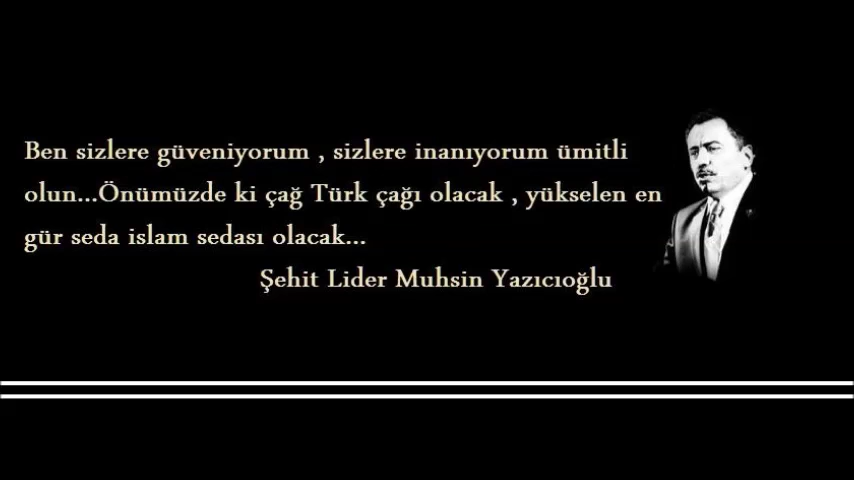 Ben sizlere güveniyorum , sizlere inanıyorum ümitli
olun...Önümüzde ki çağ Türk çağı olacak , yükselen en
gür seda islam sedası olacak...
Şehit Lider Muhsin Yazıcıoğlu